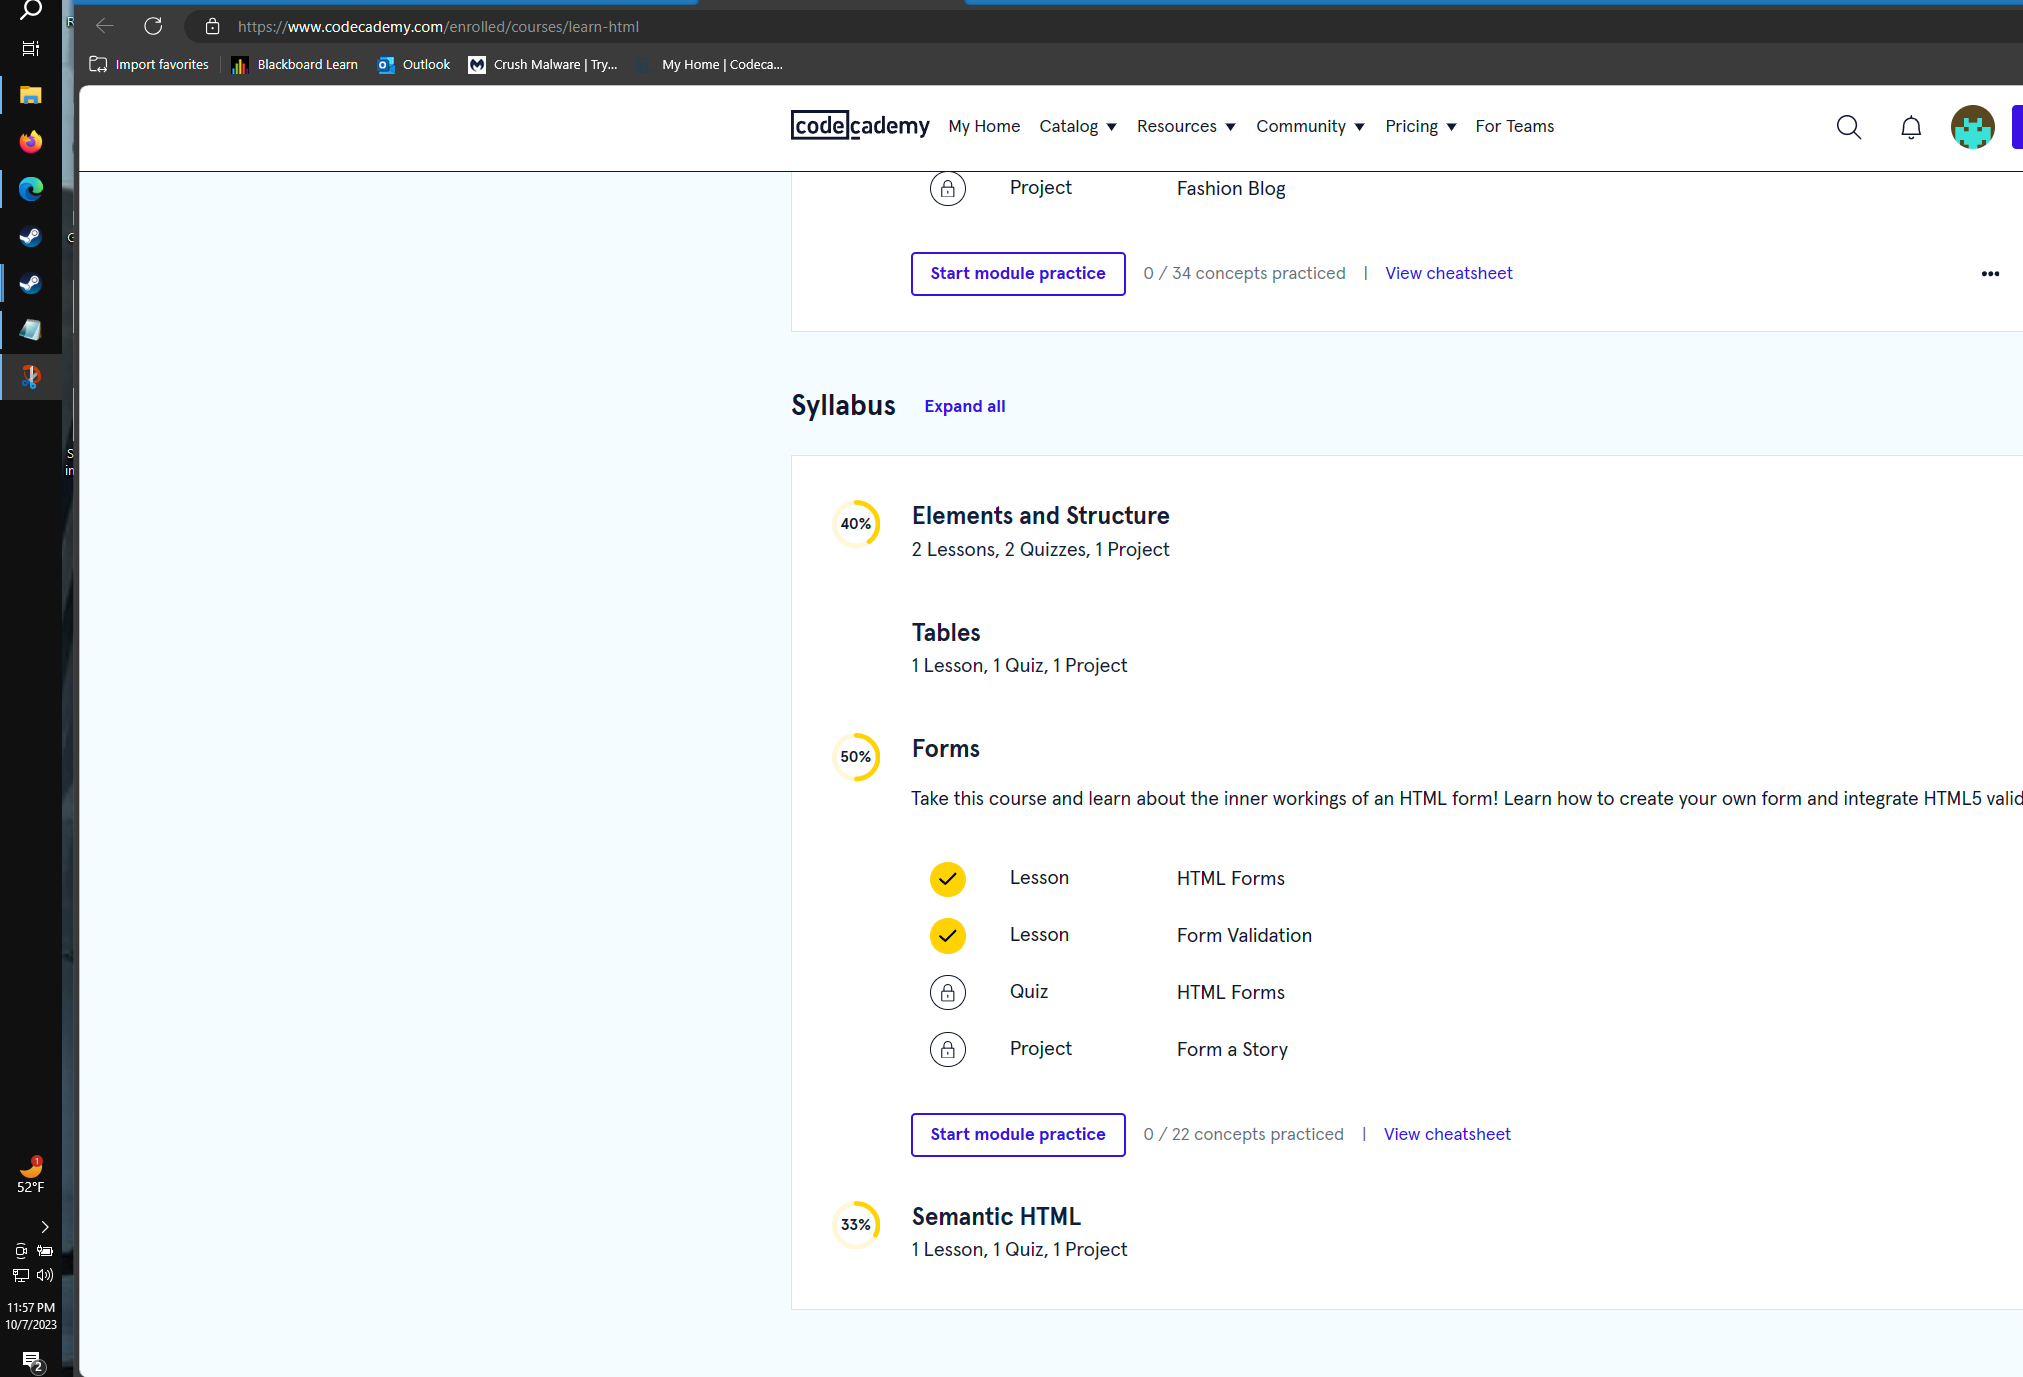 https://www.codecademy.com/enrolled/courses/learn-html
Import favorites
Blackboard Learn
Outlook
Crush Malware | Try...
My Home | Codeca...
codecademy
My Home
Catalog
Resources
Community
Pricing
For Teams
Project Fashion Blog
Start module practice 0 / 34 concepts practiced | View cheatsheet
Syllabus Expand all
40% Elements and Structure
2 Lessons, 2 Quizzes, 1 Project
Tables
1 Lesson, 1 Quiz, 1 Project
50% Forms
Take this course and learn about the inner workings of an HTML form! Learn how to create your own form and integrate HTML5 valid
Lesson HTML Forms
Lesson Form Validation
Quiz HTML Forms
Project Form a Story
Start module practice 0 / 22 concepts practiced | View cheatsheet
33% Semantic HTML
1 Lesson, 1 Quiz, 1 Project
1
52°F
11:57 PM
10/7/2023
2